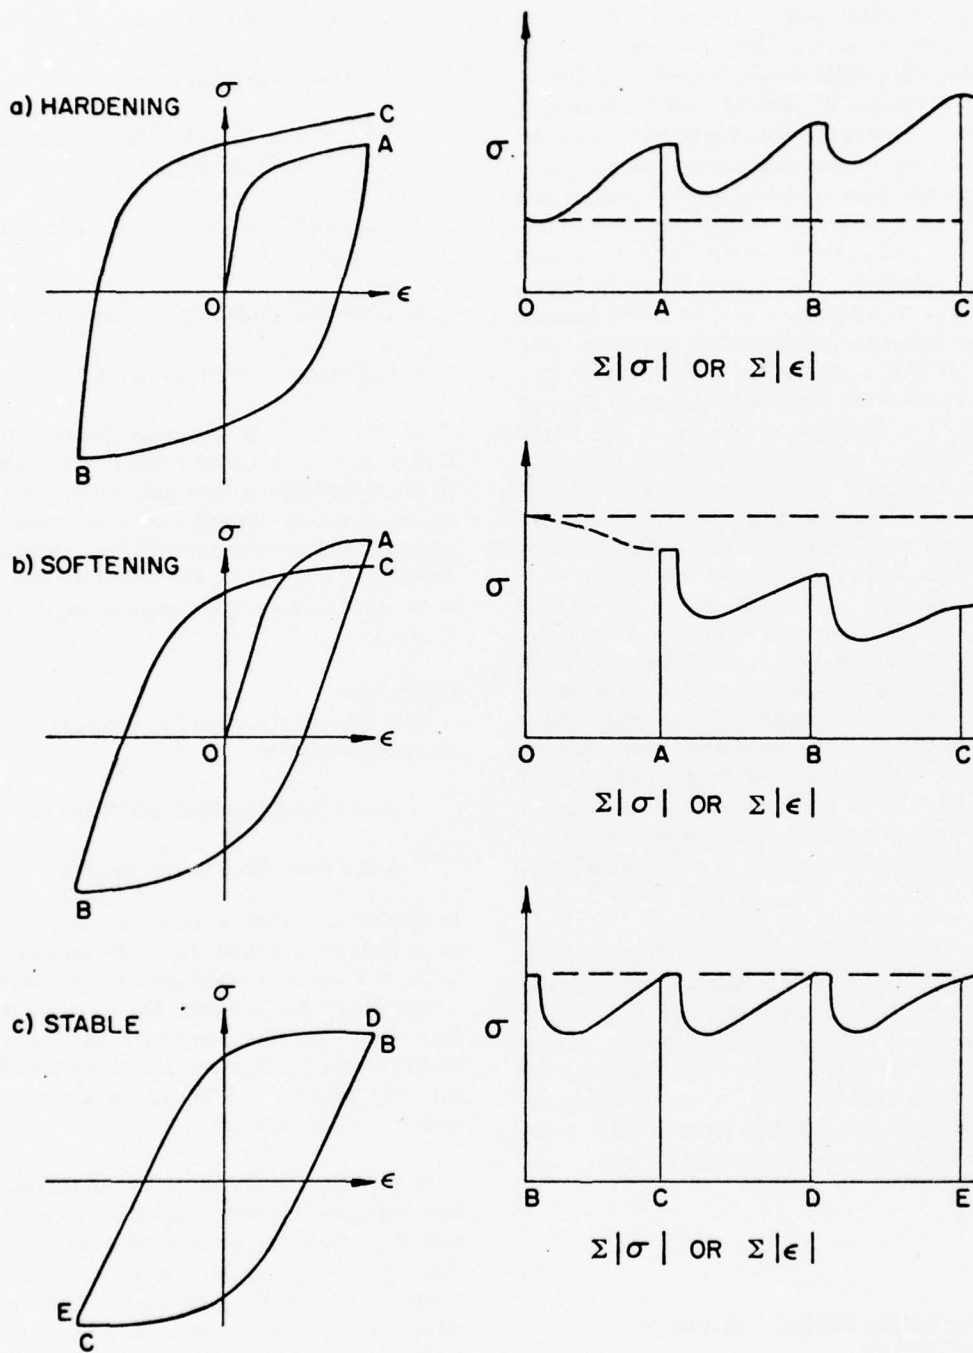 a) HARDENING
σ
C
A
O
ϵ
B
σ
O A B C
Σ|σ| OR Σ|ϵ|
b) SOFTENING
σ
A
C
O
ϵ
B
σ
O A B C
Σ|σ| OR Σ|ϵ|
c) STABLE
σ
D
B
ϵ
E
C
σ
B C D E
Σ|σ| OR Σ|ϵ|